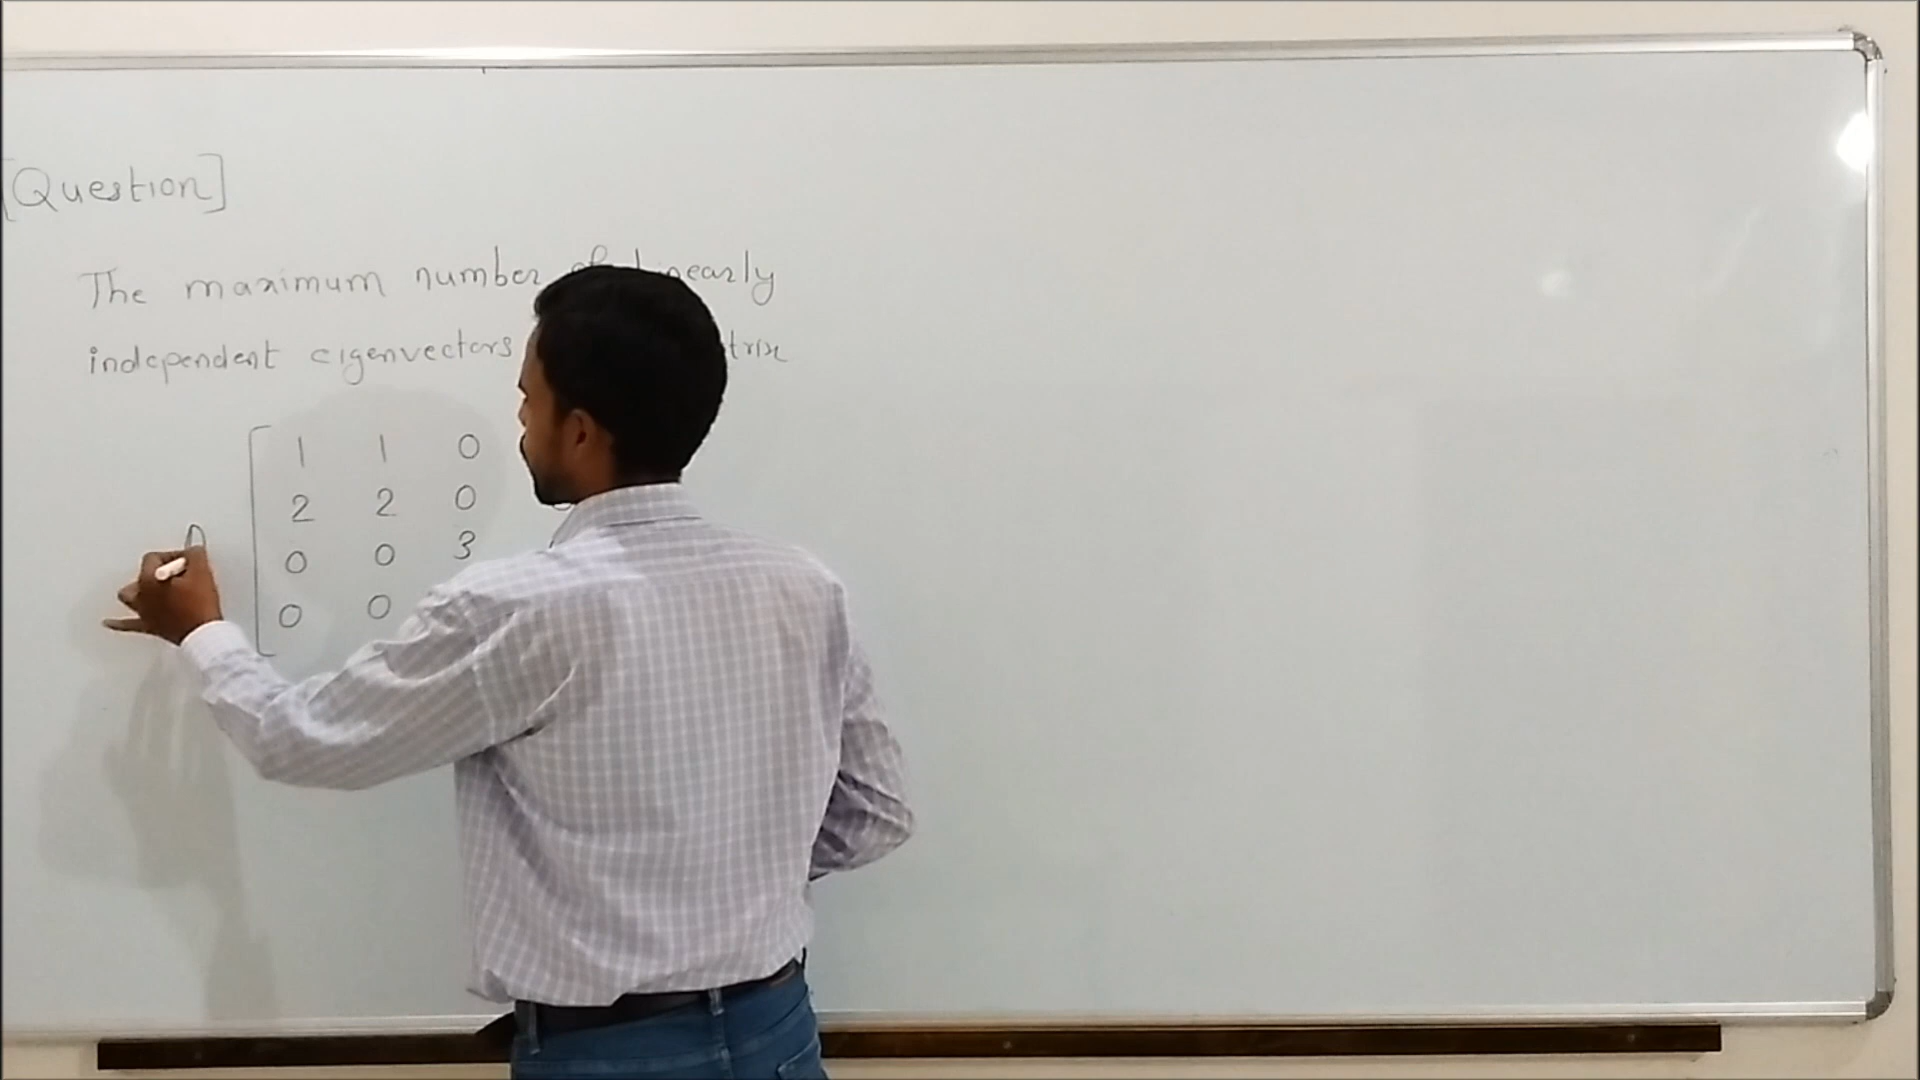 [Question]
The maximum number of linearly
independent eigenvectors
1 1 0
2 2 0
0 0 3
0 0